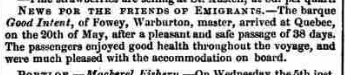 NEWS FOR THE FRIENDS OF EMIGRATS.—The barque
Good Intent, of Fowey, Warburton, master, arrived at Quebec,
on the 20th of May, after a pleasant and safe passage of 38 days.
The passengers enjoyed good health throughout the voyage, and
were much pleased with the accommodation on board.
Mackerel Fishery.—On Wednesday the 5th inst.